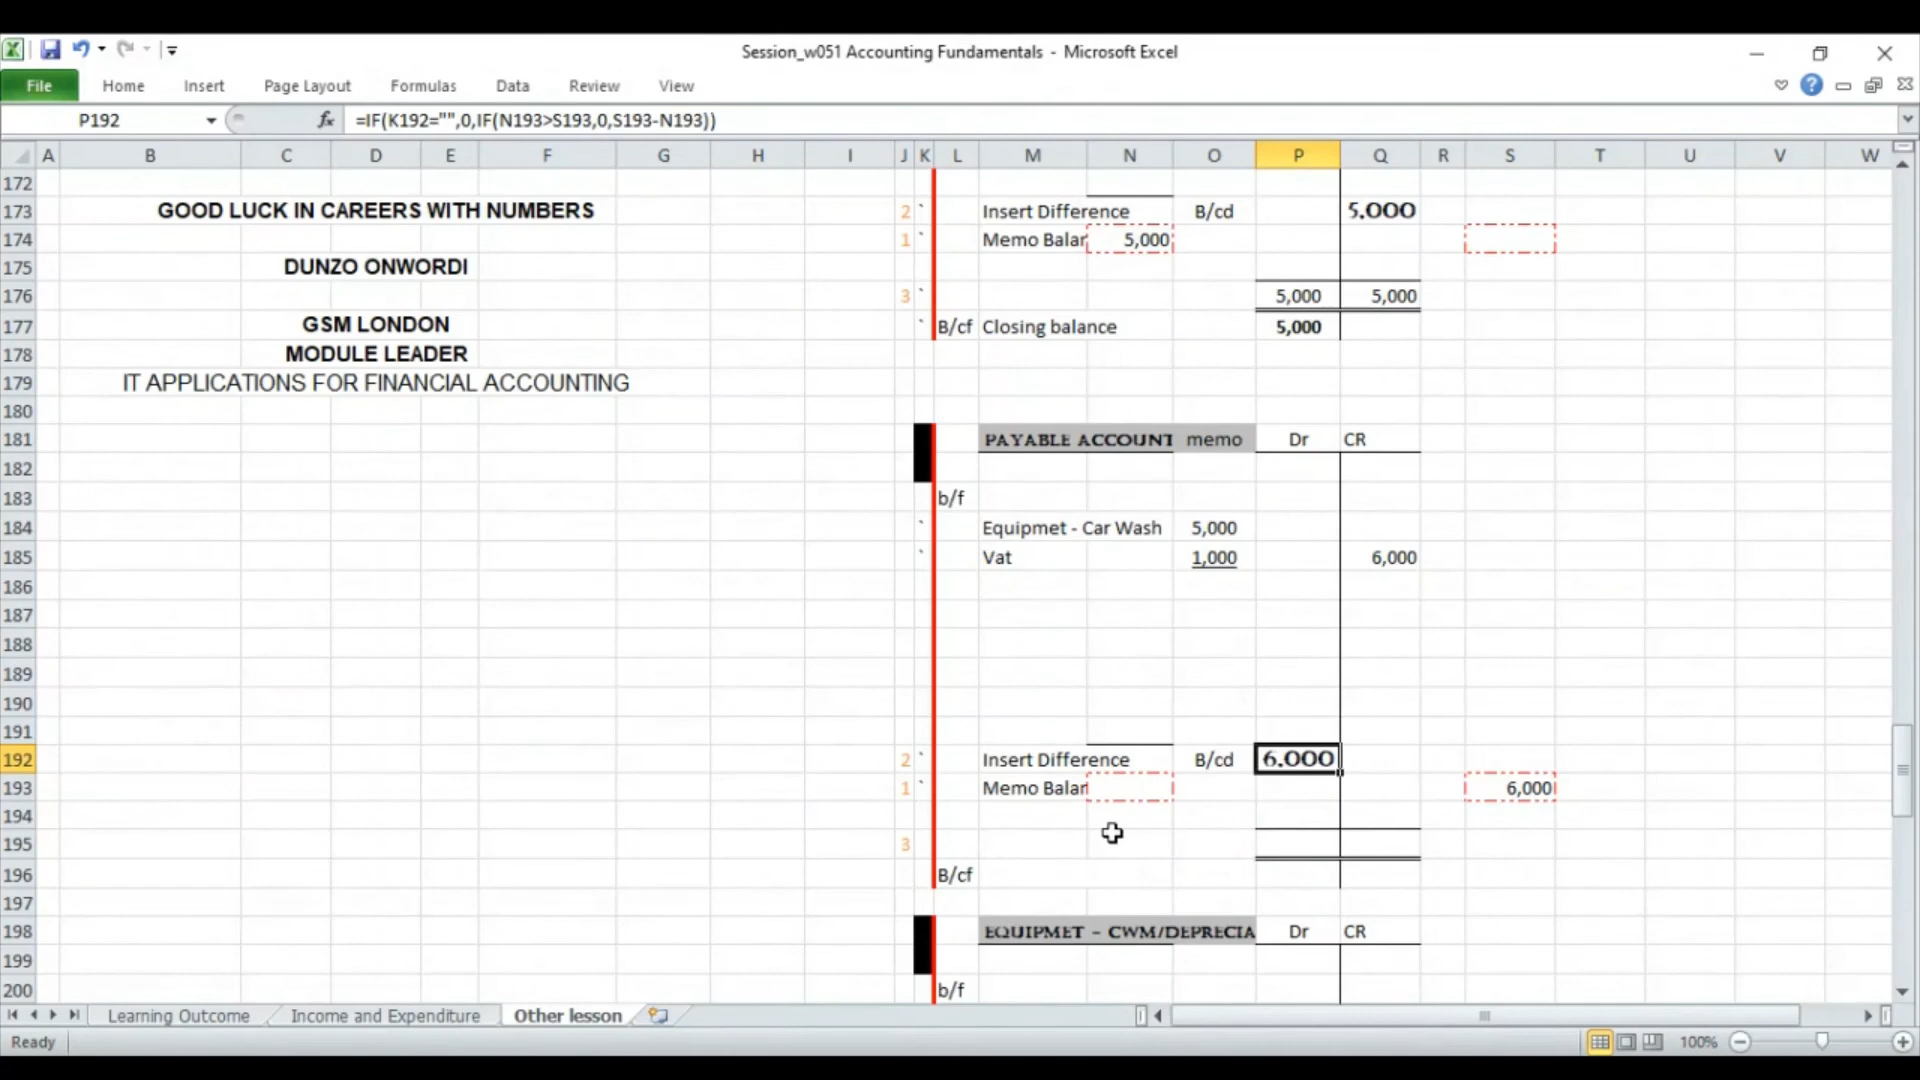 Session_w051 Accounting Fundamentals - Microsoft Excel
File Home Insert Page Layout Formulas Data Review View
P192 fx =IF(K192="",0,IF(N193>S193,0,S193-N193))
A B C D E F G H I J K L M N O P Q R S T U V W
172
173 GOOD LUCK IN CAREERS WITH NUMBERS 2 ` Insert Difference B/cd 5,000
174 1 ` Memo Balar 5,000
175 DUNZO ONWORDI
176 3 ` 5,000 5,000
177 GSM LONDON ` B/cf Closing balance 5,000
178 MODULE LEADER
179 IT APPLICATIONS FOR FINANCIAL ACCOUNTING
180
181 PAYABLE ACCOUNT memo Dr CR
182
183 b/f
184 ` Equipmet - Car Wash 5,000
185 ` Vat 1,000 6,000
186
187
188
189
190
191
192 2 ` Insert Difference B/cd 6,000
193 1 ` Memo Balar 6,000
194
195 3
196 B/cf
197
198 EQUIPMET - CWM/DEPRECIA Dr CR
199
200 b/f
Learning Outcome Income and Expenditure Other lesson
Ready 100%